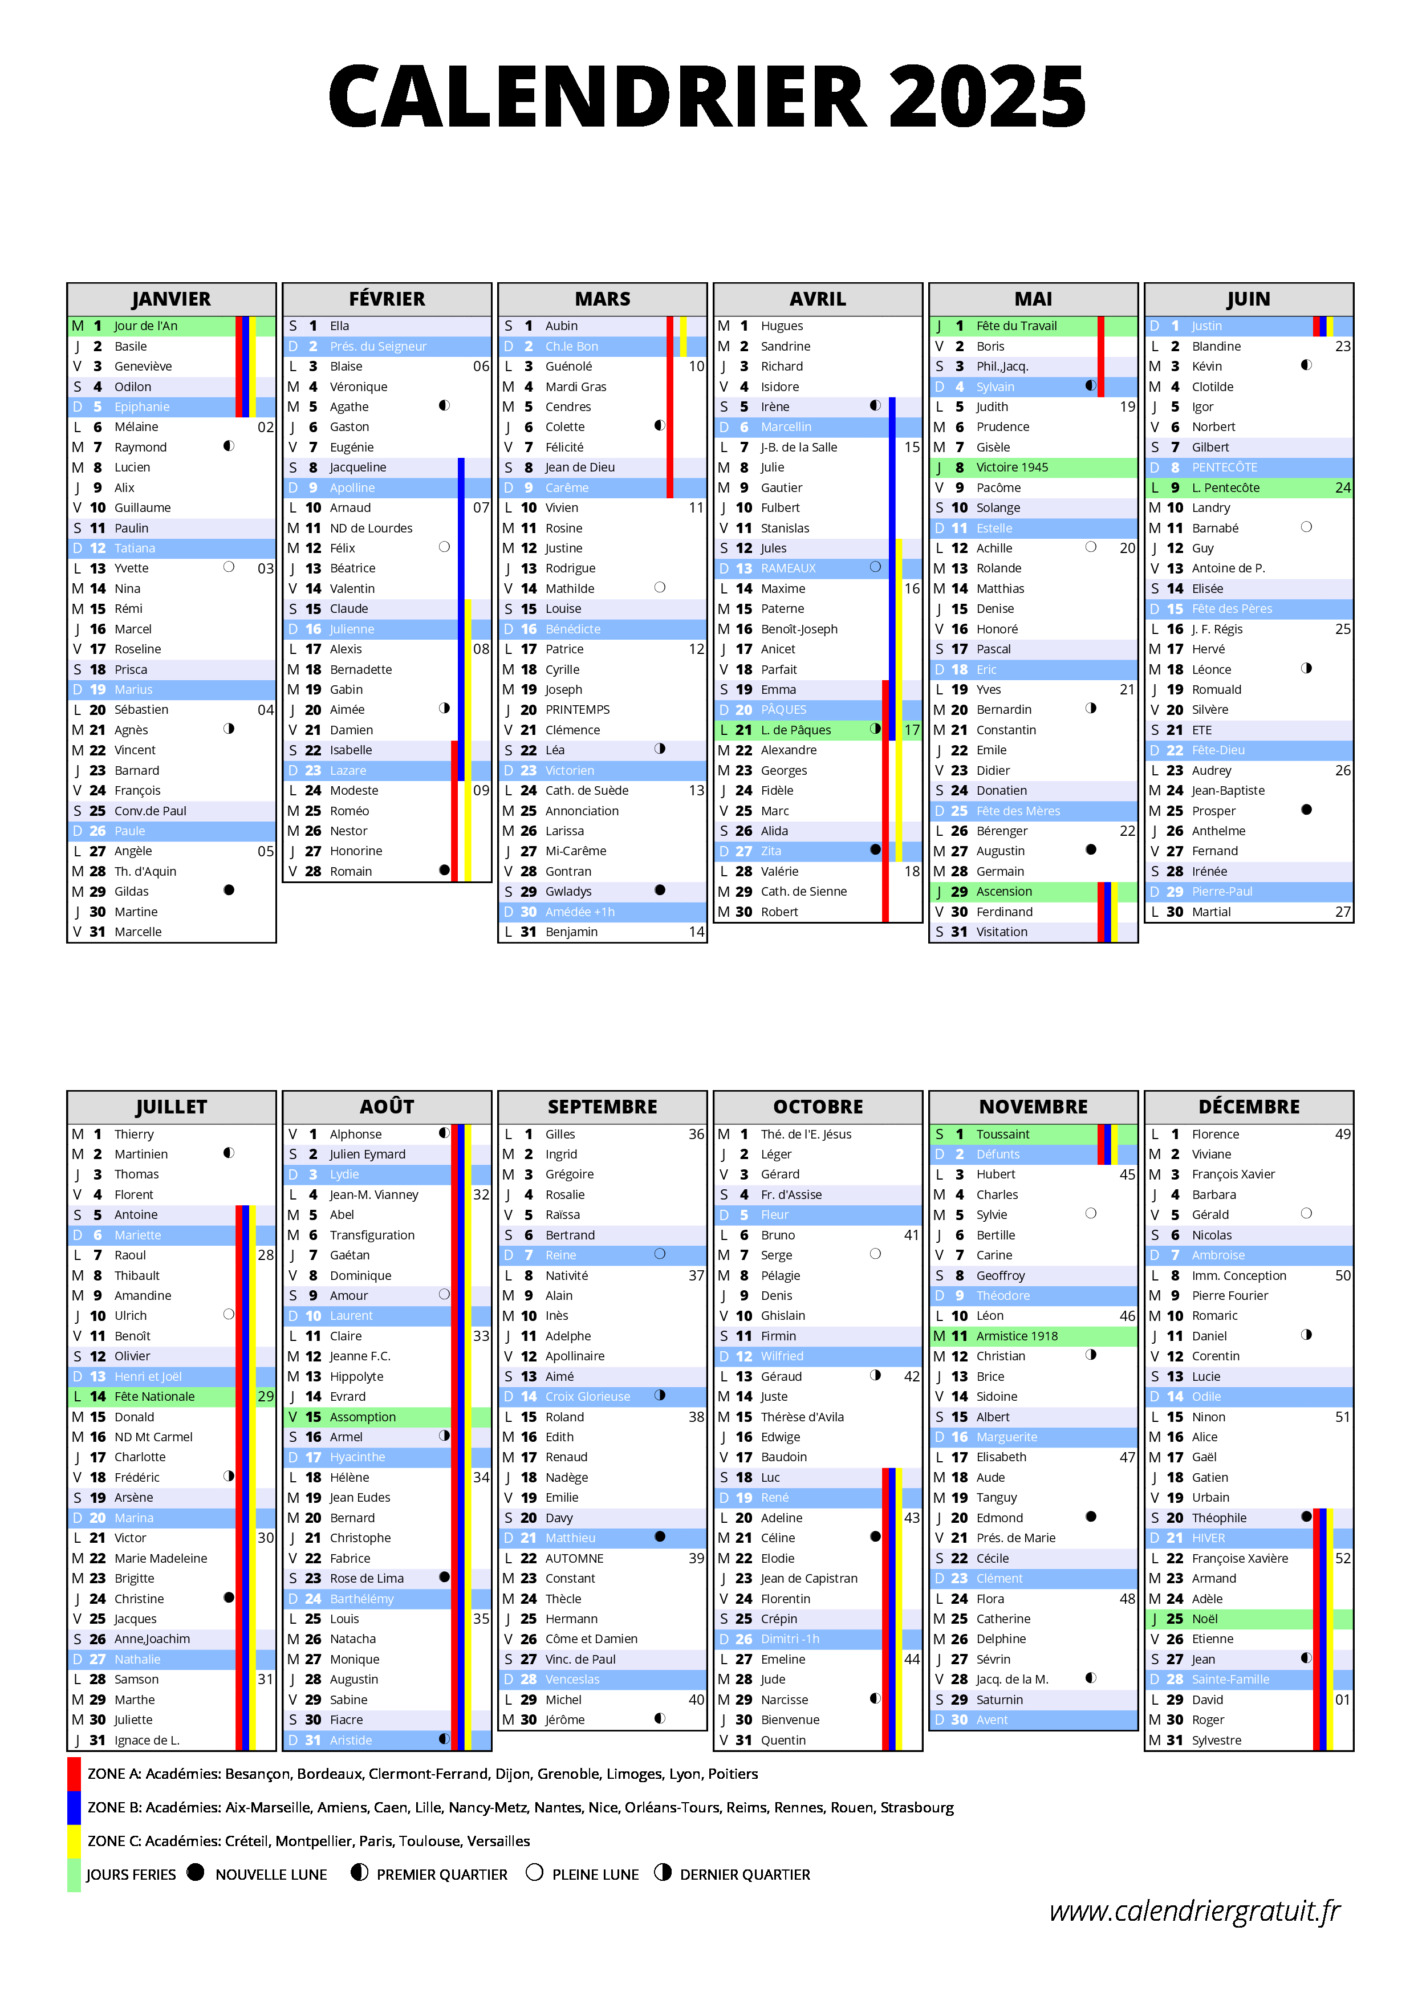 CALENDRIER 2025
JANVIER
M 1 Jour de l'An
J 2 Basile
V 3 Geneviève
S 4 Odilon
D 5 Epiphanie
L 6 Mélaine 02
M 7 Raymond
M 8 Lucien
J 9 Alix
V 10 Guillaume
S 11 Paulin
D 12 Tatiana
L 13 Yvette 03
M 14 Nina
M 15 Rémi
J 16 Marcel
V 17 Roseline
S 18 Prisca
D 19 Marius
L 20 Sébastien 04
M 21 Agnès
M 22 Vincent
J 23 Barnard
V 24 François
S 25 Conv.de Paul
D 26 Paule
L 27 Angèle 05
M 28 Th. d'Aquin
M 29 Gildas
J 30 Martine
V 31 Marcelle
FÉVRIER
S 1 Ella
D 2 Prés. du Seigneur
L 3 Blaise 06
M 4 Véronique
M 5 Agathe
J 6 Gaston
V 7 Eugénie
S 8 Jacqueline
D 9 Apolline
L 10 Arnaud 07
M 11 ND de Lourdes
M 12 Félix
J 13 Béatrice
V 14 Valentin
S 15 Claude
D 16 Julienne
L 17 Alexis 08
M 18 Bernadette
M 19 Gabin
J 20 Aimée
V 21 Damien
S 22 Isabelle
D 23 Lazare
L 24 Modeste 09
M 25 Roméo
M 26 Nestor
J 27 Honorine
V 28 Romain
MARS
S 1 Aubin
D 2 Ch.le Bon
L 3 Guénolé 10
M 4 Mardi Gras
M 5 Cendres
J 6 Colette
V 7 Félicité
S 8 Jean de Dieu
D 9 Carême
L 10 Vivien 11
M 11 Rosine
M 12 Justine
J 13 Rodrigue
V 14 Mathilde
S 15 Louise
D 16 Bénédicte
L 17 Patrice 12
M 18 Cyrille
M 19 Joseph
J 20 PRINTEMPS
V 21 Clémence
S 22 Léa
D 23 Victorien
L 24 Cath. de Suède 13
M 25 Annonciation
M 26 Larissa
J 27 Mi-Carême
V 28 Gontran
S 29 Gwladys
D 30 Amédée +1h
L 31 Benjamin 14
AVRIL
M 1 Hugues
M 2 Sandrine
J 3 Richard
V 4 Isidore
S 5 Irène
D 6 Marcellin
L 7 J-B. de la Salle 15
M 8 Julie
M 9 Gautier
J 10 Fulbert
V 11 Stanislas
S 12 Jules
D 13 RAMEAUX
L 14 Maxime 16
M 15 Paterne
M 16 Benoît-Joseph
J 17 Anicet
V 18 Parfait
S 19 Emma
D 20 PÂQUES
L 21 L. de Pâques 17
M 22 Alexandre
M 23 Georges
J 24 Fidèle
V 25 Marc
S 26 Alida
D 27 Zita
L 28 Valérie 18
M 29 Cath. de Sienne
M 30 Robert
MAI
J 1 Fête du Travail
V 2 Boris
S 3 Phil.,Jacq.
D 4 Sylvain
L 5 Judith 19
M 6 Prudence
M 7 Gisèle
J 8 Victoire 1945
V 9 Pacôme
S 10 Solange
D 11 Estelle
L 12 Achille 20
M 13 Rolande
M 14 Matthias
J 15 Denise
V 16 Honoré
S 17 Pascal
D 18 Eric
L 19 Yves 21
M 20 Bernardin
M 21 Constantin
J 22 Emile
V 23 Didier
S 24 Donatien
D 25 Fête des Mères
L 26 Bérenger 22
M 27 Augustin
M 28 Germain
J 29 Ascension
V 30 Ferdinand
S 31 Visitation
JUIN
D 1 Justin
L 2 Blandine 23
M 3 Kévin
M 4 Clotilde
J 5 Igor
V 6 Norbert
S 7 Gilbert
D 8 PENTECÔTE
L 9 L. Pentecôte 24
M 10 Landry
M 11 Barnabé
J 12 Guy
V 13 Antoine de P.
S 14 Elisée
D 15 Fête des Pères
L 16 J. F. Régis 25
M 17 Hervé
M 18 Léonce
J 19 Romuald
V 20 Silvère
S 21 ETE
D 22 Fête-Dieu
L 23 Audrey 26
M 24 Jean-Baptiste
M 25 Prosper
J 26 Anthelme
V 27 Fernand
S 28 Irénée
D 29 Pierre-Paul
L 30 Martial 27
JUILLET
M 1 Thierry
M 2 Martinien
J 3 Thomas
V 4 Florent
S 5 Antoine
D 6 Mariette
L 7 Raoul 28
M 8 Thibault
M 9 Amandine
J 10 Ulrich
V 11 Benoît
S 12 Olivier
D 13 Henri et Joël
L 14 Fête Nationale 29
M 15 Donald
M 16 ND Mt Carmel
J 17 Charlotte
V 18 Frédéric
S 19 Arsène
D 20 Marina
L 21 Victor 30
M 22 Marie Madeleine
M 23 Brigitte
J 24 Christine
V 25 Jacques
S 26 Anne,Joachim
D 27 Nathalie
L 28 Samson 31
M 29 Marthe
M 30 Juliette
J 31 Ignace de L.
AOÛT
V 1 Alphonse
S 2 Julien Eymard
D 3 Lydie
L 4 Jean-M. Vianney 32
M 5 Abel
M 6 Transfiguration
J 7 Gaétan
V 8 Dominique
S 9 Amour
D 10 Laurent
L 11 Claire 33
M 12 Jeanne F.C.
M 13 Hippolyte
J 14 Evrard
V 15 Assomption
S 16 Armel
D 17 Hyacinthe
L 18 Hélène 34
M 19 Jean Eudes
M 20 Bernard
J 21 Christophe
V 22 Fabrice
S 23 Rose de Lima
D 24 Barthélémy
L 25 Louis 35
M 26 Natacha
M 27 Monique
J 28 Augustin
V 29 Sabine
S 30 Fiacre
D 31 Aristide
SEPTEMBRE
L 1 Gilles 36
M 2 Ingrid
M 3 Grégoire
J 4 Rosalie
V 5 Raïssa
S 6 Bertrand
D 7 Reine
L 8 Nativité 37
M 9 Alain
M 10 Inès
J 11 Adelphe
V 12 Apollinaire
S 13 Aimé
D 14 Croix Glorieuse
L 15 Roland 38
M 16 Edith
M 17 Renaud
J 18 Nadège
V 19 Emilie
S 20 Davy
D 21 Matthieu
L 22 AUTOMNE 39
M 23 Constant
M 24 Thècle
J 25 Hermann
V 26 Côme et Damien
S 27 Vinc. de Paul
D 28 Venceslas
L 29 Michel 40
M 30 Jérôme
OCTOBRE
M 1 Thé. de l'E. Jésus
J 2 Léger
V 3 Gérard
S 4 Fr. d'Assise
D 5 Fleur
L 6 Bruno 41
M 7 Serge
M 8 Pélagie
J 9 Denis
V 10 Ghislain
S 11 Firmin
D 12 Wilfried
L 13 Géraud 42
M 14 Juste
M 15 Thérèse d'Avila
J 16 Edwige
V 17 Baudoin
S 18 Luc
D 19 René
L 20 Adeline 43
M 21 Céline
M 22 Elodie
J 23 Jean de Capistran
V 24 Florentin
S 25 Crépin
D 26 Dimitri -1h
L 27 Emeline 44
M 28 Jude
M 29 Narcisse
J 30 Bienvenue
V 31 Quentin
NOVEMBRE
S 1 Toussaint
D 2 Défunts
L 3 Hubert 45
M 4 Charles
M 5 Sylvie
J 6 Bertille
V 7 Carine
S 8 Geoffroy
D 9 Théodore
L 10 Léon 46
M 11 Armistice 1918
M 12 Christian
J 13 Brice
V 14 Sidoine
S 15 Albert
D 16 Marguerite
L 17 Elisabeth 47
M 18 Aude
M 19 Tanguy
J 20 Edmond
V 21 Prés. de Marie
S 22 Cécile
D 23 Clément
L 24 Flora 48
M 25 Catherine
M 26 Delphine
J 27 Sévrin
V 28 Jacq. de la M.
S 29 Saturnin
D 30 Avent
DÉCEMBRE
L 1 Florence 49
M 2 Viviane
M 3 François Xavier
J 4 Barbara
V 5 Gérald
S 6 Nicolas
D 7 Ambroise
L 8 Imm. Conception 50
M 9 Pierre Fourier
M 10 Romaric
J 11 Daniel
V 12 Corentin
S 13 Lucie
D 14 Odile
L 15 Ninon 51
M 16 Alice
M 17 Gaël
J 18 Gatien
V 19 Urbain
S 20 Théophile
D 21 HIVER
L 22 Françoise Xavière 52
M 23 Armand
M 24 Adèle
J 25 Noël
V 26 Etienne
S 27 Jean
D 28 Sainte-Famille
L 29 David 01
M 30 Roger
M 31 Sylvestre
ZONE A: Académies: Besançon, Bordeaux, Clermont-Ferrand, Dijon, Grenoble, Limoges, Lyon, Poitiers
ZONE B: Académies: Aix-Marseille, Amiens, Caen, Lille, Nancy-Metz, Nantes, Nice, Orléans-Tours, Reims, Rennes, Rouen, Strasbourg
ZONE C: Académies: Créteil, Montpellier, Paris, Toulouse, Versailles
JOURS FERIES NOUVELLE LUNE PREMIER QUARTIER PLEINE LUNE DERNIER QUARTIER
www.calendriergratuit.fr